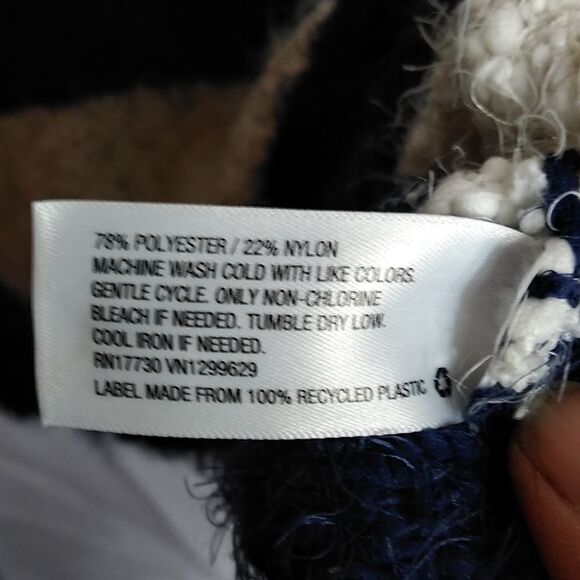 78% POLYESTER / 22% NYLON
MACHINE WASH COLD WITH LIKE COLORS.
GENTLE CYCLE. ONLY NON-CHLORINE
BLEACH IF NEEDED. TUMBLE DRY LOW.
COOL IRON IF NEEDED.
RN17730 VN1299629
LABEL MADE FROM 100% RECYCLED PLASTIC